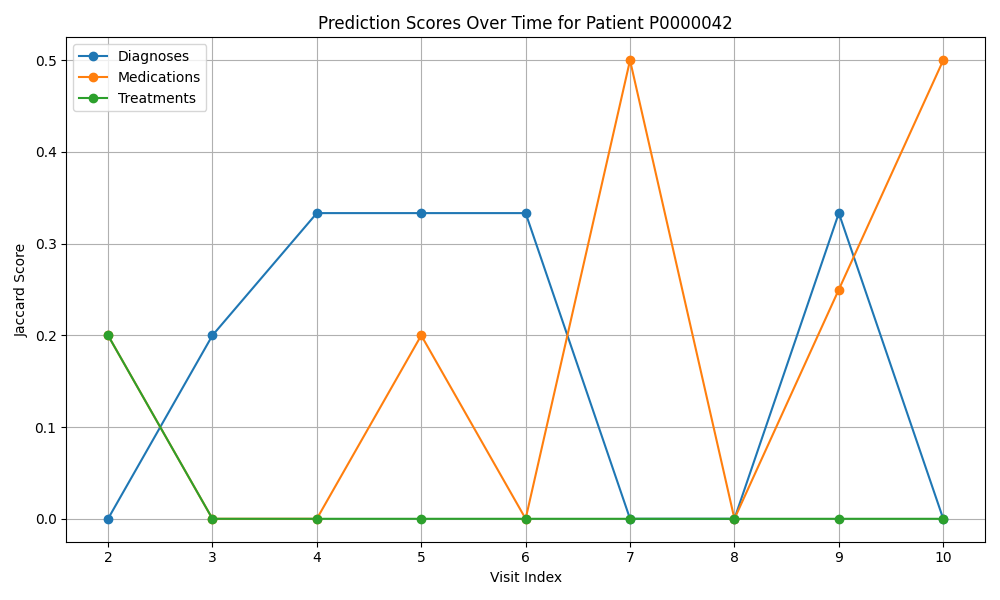 Prediction Scores Over Time for Patient P0000042
Diagnoses
Medications
Treatments
0.5
0.4
0.3
0.2
0.1
0.0
Jaccard Score
2 3 4 5 6 7 8 9 10
Visit Index